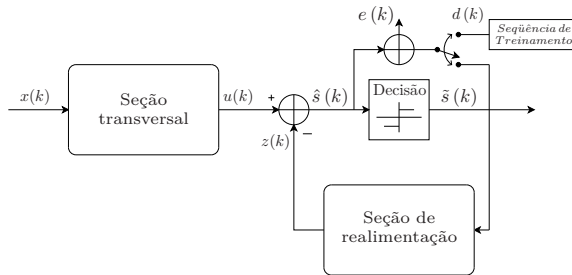 e (k)
d(k)
Seqüência de
Treinamento
x(k)
Seção
transversal
u(k)
+
ŝ (k)
Decisão
s̃ (k)
z(k)
−
Seção de
realimentação